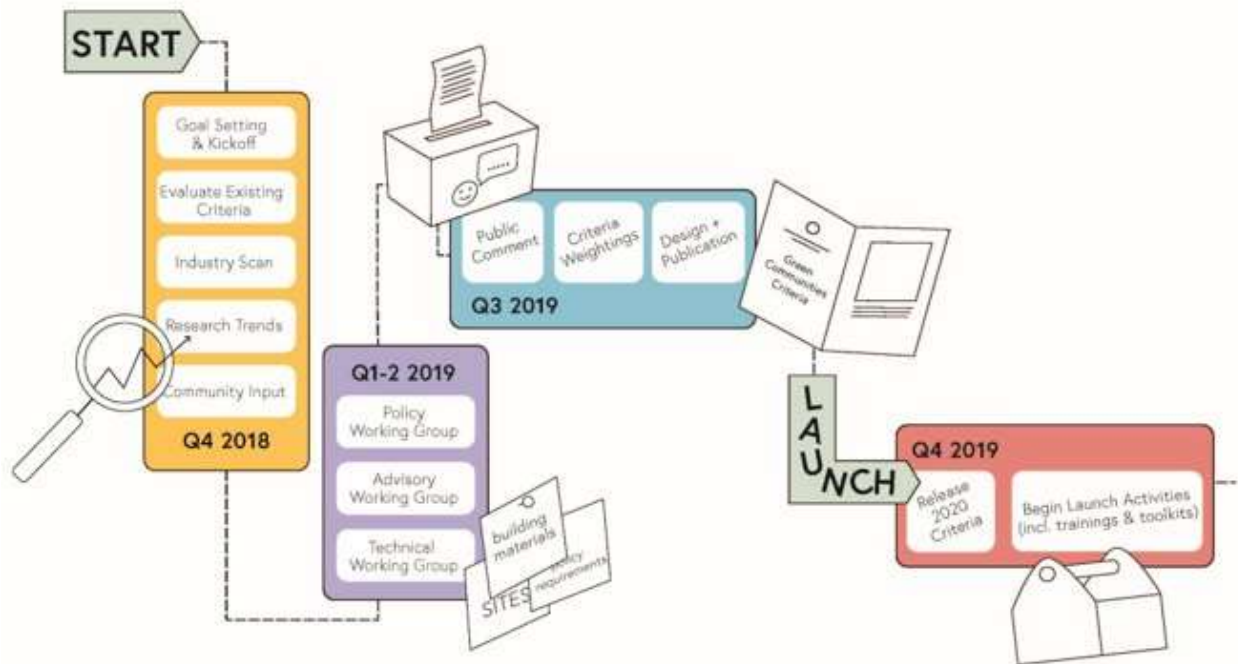 START
Goal Setting
& Kickoff
Evaluate Existing
Criteria
Industry Scan
Research Trends
Community Input
Q4 2018
Q1-2 2019
Policy
Working Group
Advisory
Working Group
Technical
Working Group
building
materials
policy
requirements
SITES
Public
Comment
Criteria
Weightings
Design +
Publication
Q3 2019
Green
Communities
Criteria
LAUNCH
Q4 2019
Release
2020
Criteria
Begin Launch Activities
(incl. trainings & toolkits)